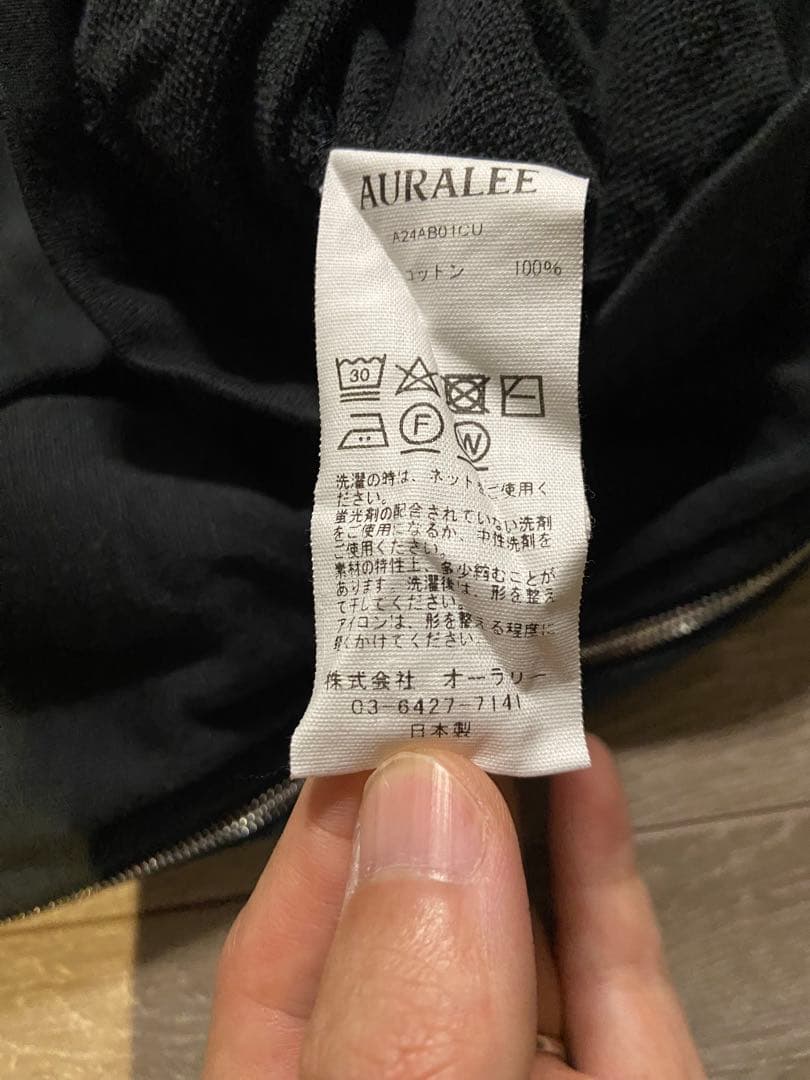 AURALEE
A24AB01CU
コットン 100%
30
F
W
洗濯の時は、ネットをご使用く
ださい。
蛍光剤の配合されていない洗剤
をご使用になるか、中性洗剤を
ご使用ください。
素材の特性上、多少縮むことが
あります。洗濯後は、形を整え
て干してください。
アイロンは、形を整える程度に
軽くかけてください。
株式会社 オーラリー
03-6427-7141
日本製